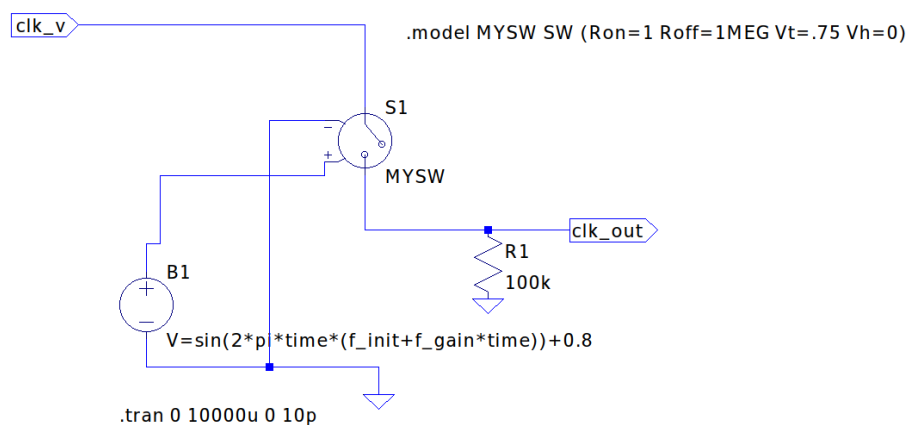 clk_v
.model MYSW SW (Ron=1 Roff=1MEG Vt=.75 Vh=0)
S1
−
+
MYSW
clk_out
R1
100k
B1
+
−
V=sin(2*pi*time*(f_init+f_gain*time))+0.8
.tran 0 10000u 0 10p